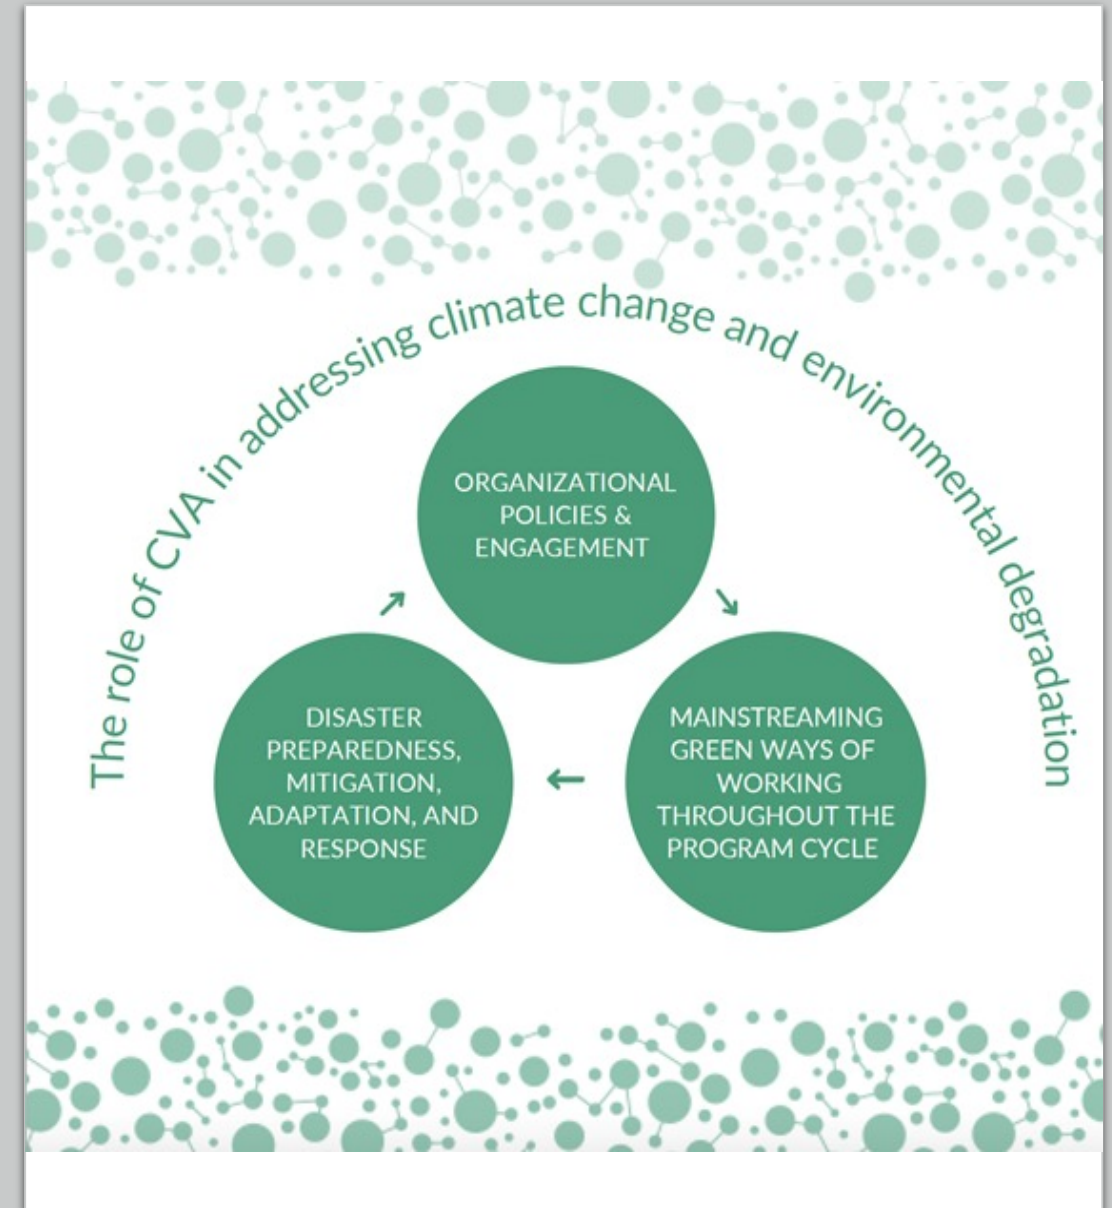 The role of CVA in addressing climate change and environmental degradation
ORGANIZATIONAL
POLICIES &
ENGAGEMENT
MAINSTREAMING
GREEN WAYS OF
WORKING
THROUGHOUT THE
PROGRAM CYCLE
DISASTER
PREPAREDNESS,
MITIGATION,
ADAPTATION, AND
RESPONSE